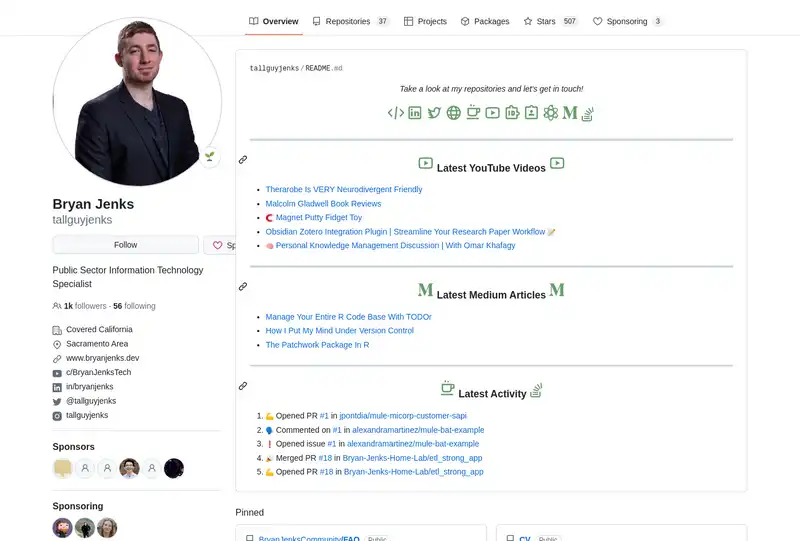 Overview
Repositories 37
Projects
Packages
Stars 507
Sponsoring 3
Bryan Jenks
tallguyjenks
Follow
Sp
Public Sector Information Technology
Specialist
1k followers · 56 following
Covered California
Sacramento Area
www.bryanjenks.dev
c/BryanJenksTech
in/bryanjenks
@tallguyjenks
tallguyjenks
Sponsors
Sponsoring
tallguyjenks/README.md
Take a look at my repositories and let's get in touch!
Latest YouTube Videos
Therarobe Is VERY Neurodivergent Friendly
Malcolm Gladwell Book Reviews
Magnet Putty Fidget Toy
Obsidian Zotero Integration Plugin | Streamline Your Research Paper Workflow
Personal Knowledge Management Discussion | With Omar Khafagy
M Latest Medium Articles M
Manage Your Entire R Code Base With TODOr
How I Put My Mind Under Version Control
The Patchwork Package In R
Latest Activity
1. Opened PR #1 in jpontdia/mule-micorp-customer-sapi
2. Commented on #1 in alexandramartinez/mule-bat-example
3. Opened issue #1 in alexandramartinez/mule-bat-example
4. Merged PR #18 in Bryan-Jenks-Home-Lab/etl_strong_app
5. Opened PR #18 in Bryan-Jenks-Home-Lab/etl_strong_app
Pinned
BryanJenksCommunity/FAQ Public
CV Public